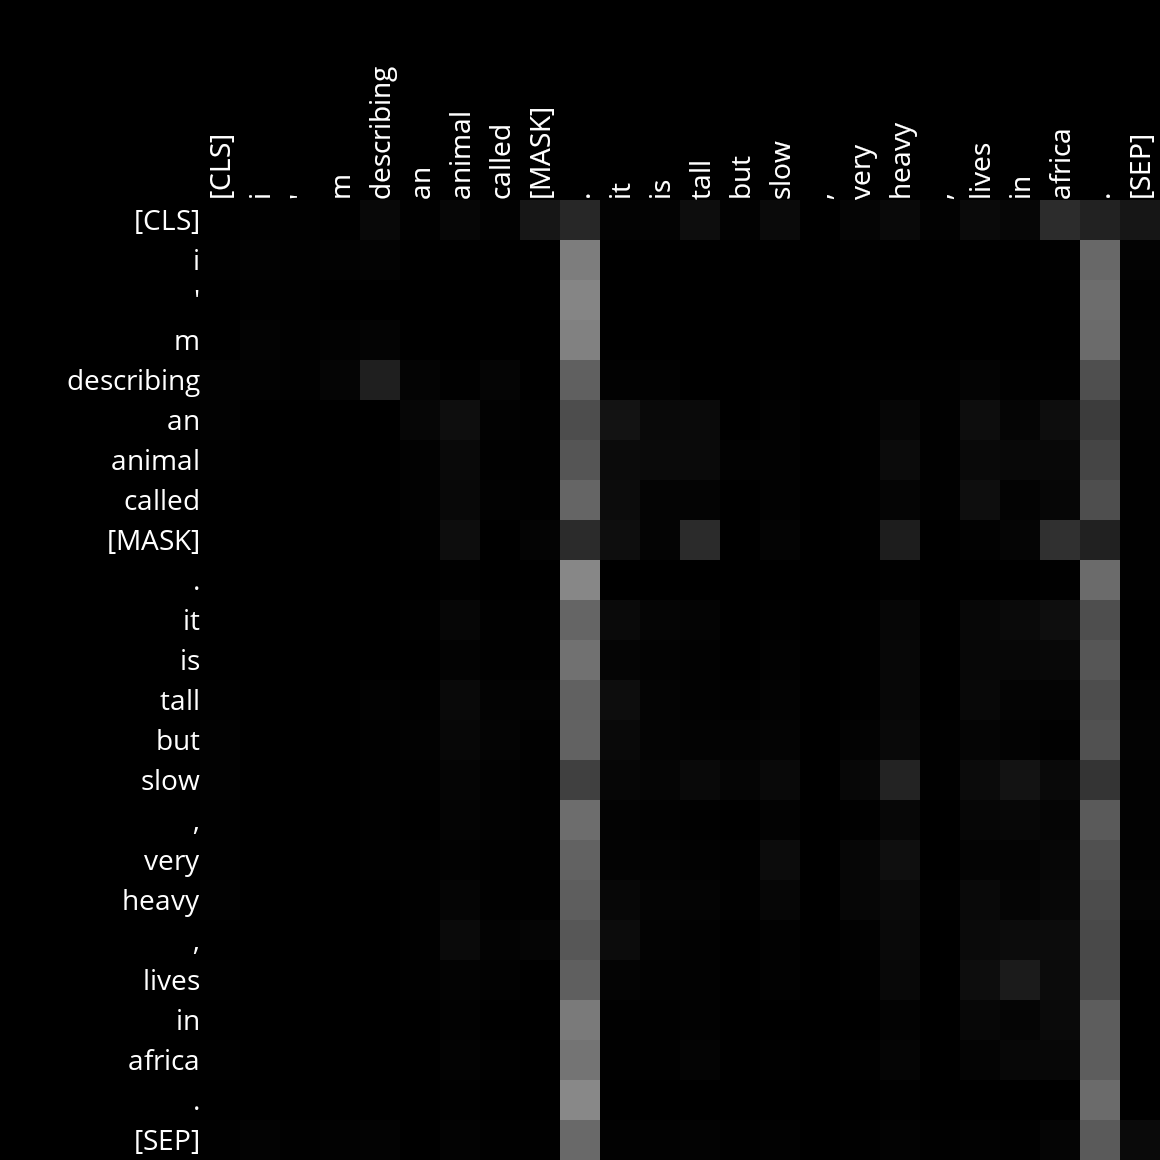 [CLS] i ' m describing an animal called [MASK] . it is tall but slow , very heavy , lives in africa . [SEP]
[CLS]
i
'
m
describing
an
animal
called
[MASK]
.
it
is
tall
but
slow
,
very
heavy
,
lives
in
africa
.
[SEP]